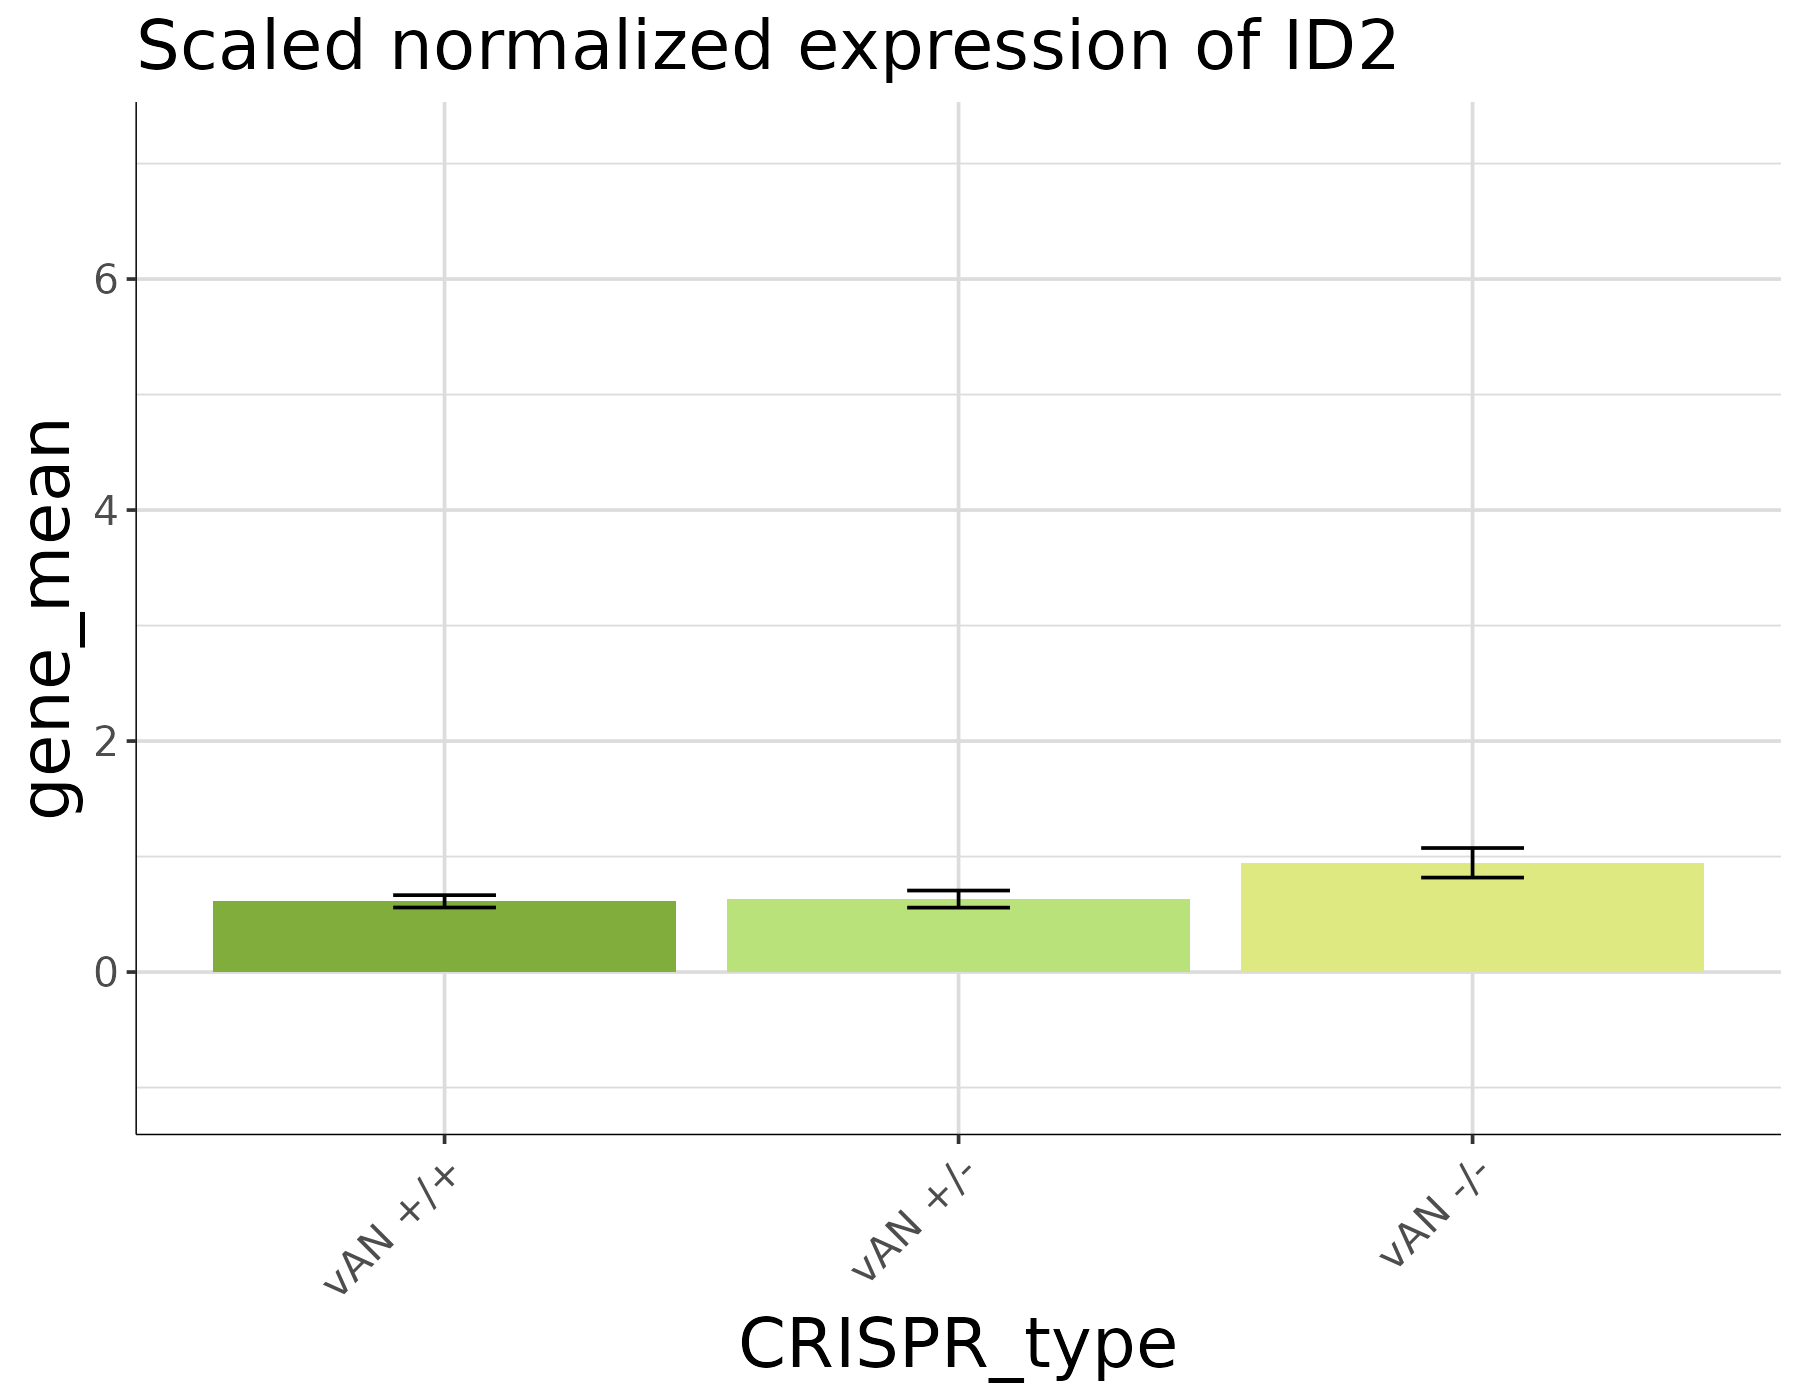 Scaled normalized expression of ID2
gene_mean
6
4
2
0
vAN +/+
vAN +/-
vAN -/-
CRISPR_type